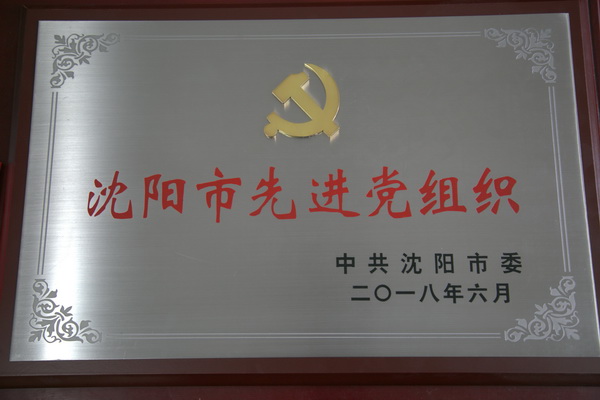 沈阳市先进党组织
中共沈阳市委
二〇一八年六月